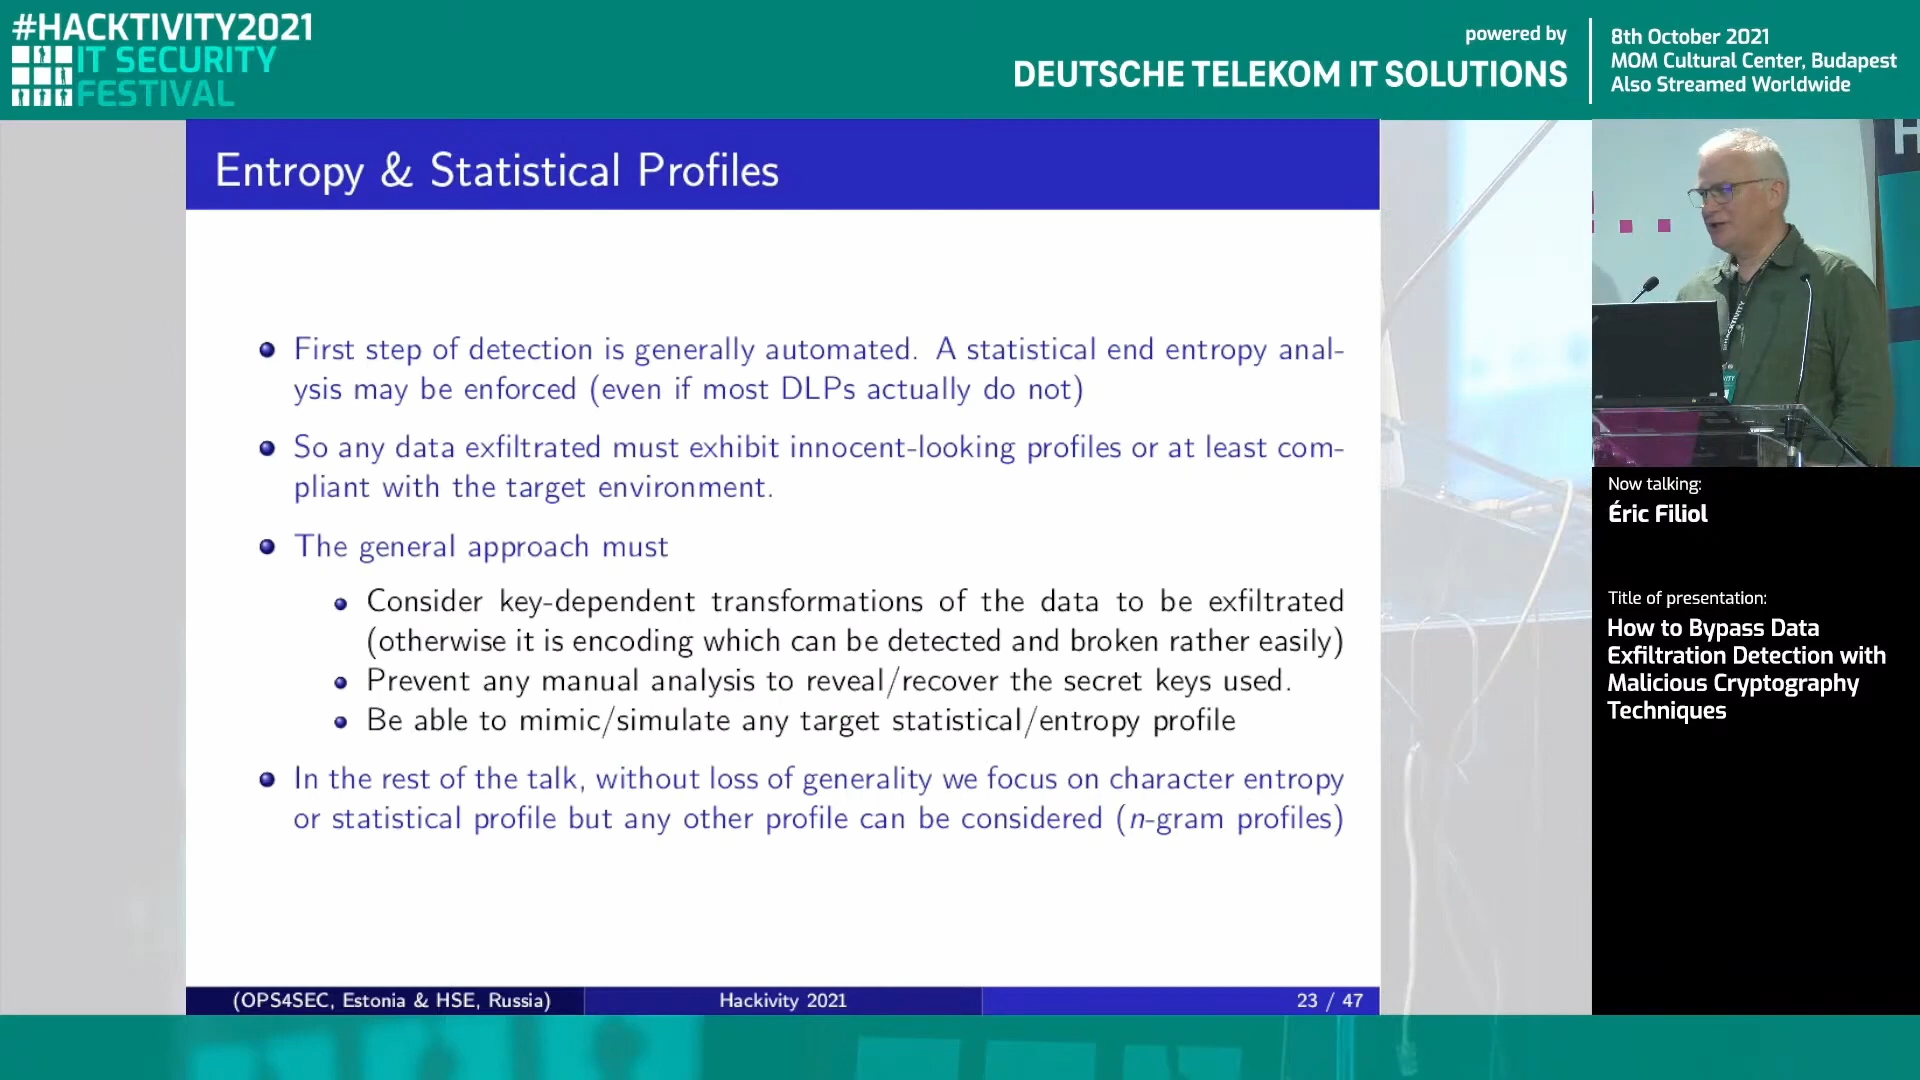 #HACKTIVITY2021
IT SECURITY
FESTIVAL
powered by
DEUTSCHE TELEKOM IT SOLUTIONS
8th October 2021
MOM Cultural Center, Budapest
Also Streamed Worldwide
Entropy & Statistical Profiles
First step of detection is generally automated. A statistical end entropy anal-
ysis may be enforced (even if most DLPs actually do not)
So any data exfiltrated must exhibit innocent-looking profiles or at least com-
pliant with the target environment.
The general approach must
Consider key-dependent transformations of the data to be exfiltrated
(otherwise it is encoding which can be detected and broken rather easily)
Prevent any manual analysis to reveal/recover the secret keys used.
Be able to mimic/simulate any target statistical/entropy profile
In the rest of the talk, without loss of generality we focus on character entropy
or statistical profile but any other profile can be considered (n-gram profiles)
(OPS4SEC, Estonia & HSE, Russia)
Hackivity 2021
23 / 47
Now talking:
Éric Filiol
Title of presentation:
How to Bypass Data
Exfiltration Detection with
Malicious Cryptography
Techniques